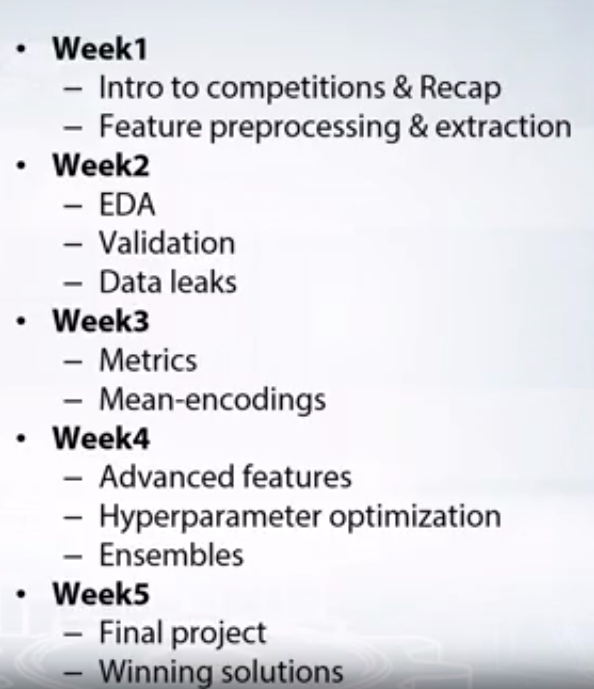 • Week1
– Intro to competitions & Recap
– Feature preprocessing & extraction
• Week2
– EDA
– Validation
– Data leaks
• Week3
– Metrics
– Mean-encodings
• Week4
– Advanced features
– Hyperparameter optimization
– Ensembles
• Week5
– Final project
– Winning solutions